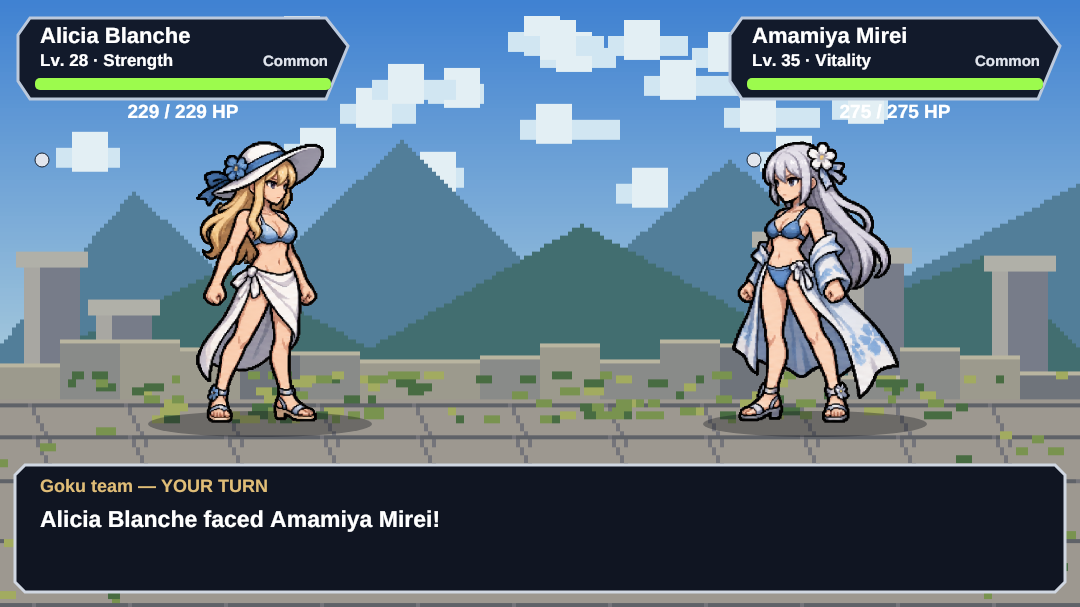 Alicia Blanche
Lv. 28 · Strength
Common
229 / 229 HP
Amamiya Mirei
Lv. 35 · Vitality
Common
275 / 275 HP
Goku team — YOUR TURN
Alicia Blanche faced Amamiya Mirei!